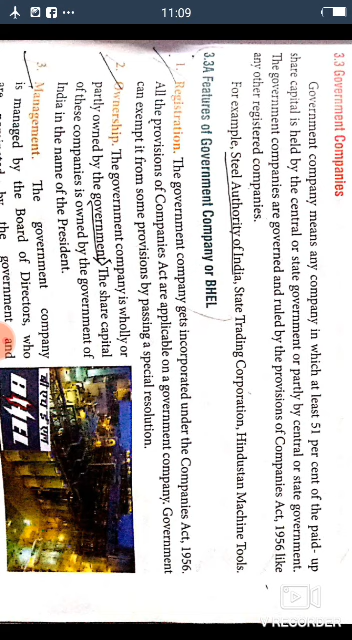 11:09
3.3 Government Companies
Government company means any company in which at least 51 per cent of the paid- up
share capital is held by the central or state government or partly by central or state government.
The government companies are governed and ruled by the provisions of Companies Act, 1956 like
any other registered companies.
For example, Steel Authority of India, State Trading Corporation, Hindustan Machine Tools.
3.3A Features of Government Company or BHEL
1. Registration. The government company gets incorporated under the Companies Act, 1956.
All the provisions of Companies Act are applicable on a government company. Government
can exempt it from some provisions by passing a special resolution.
2. Ownership. The government company is wholly or
partly owned by the government. The share capital
of these companies is owned by the government of
India in the name of the President.
3. Management. The government company
is managed by the Board of Directors, who
are by the government and
बी एच ई एल
BHEL
V RECORDER